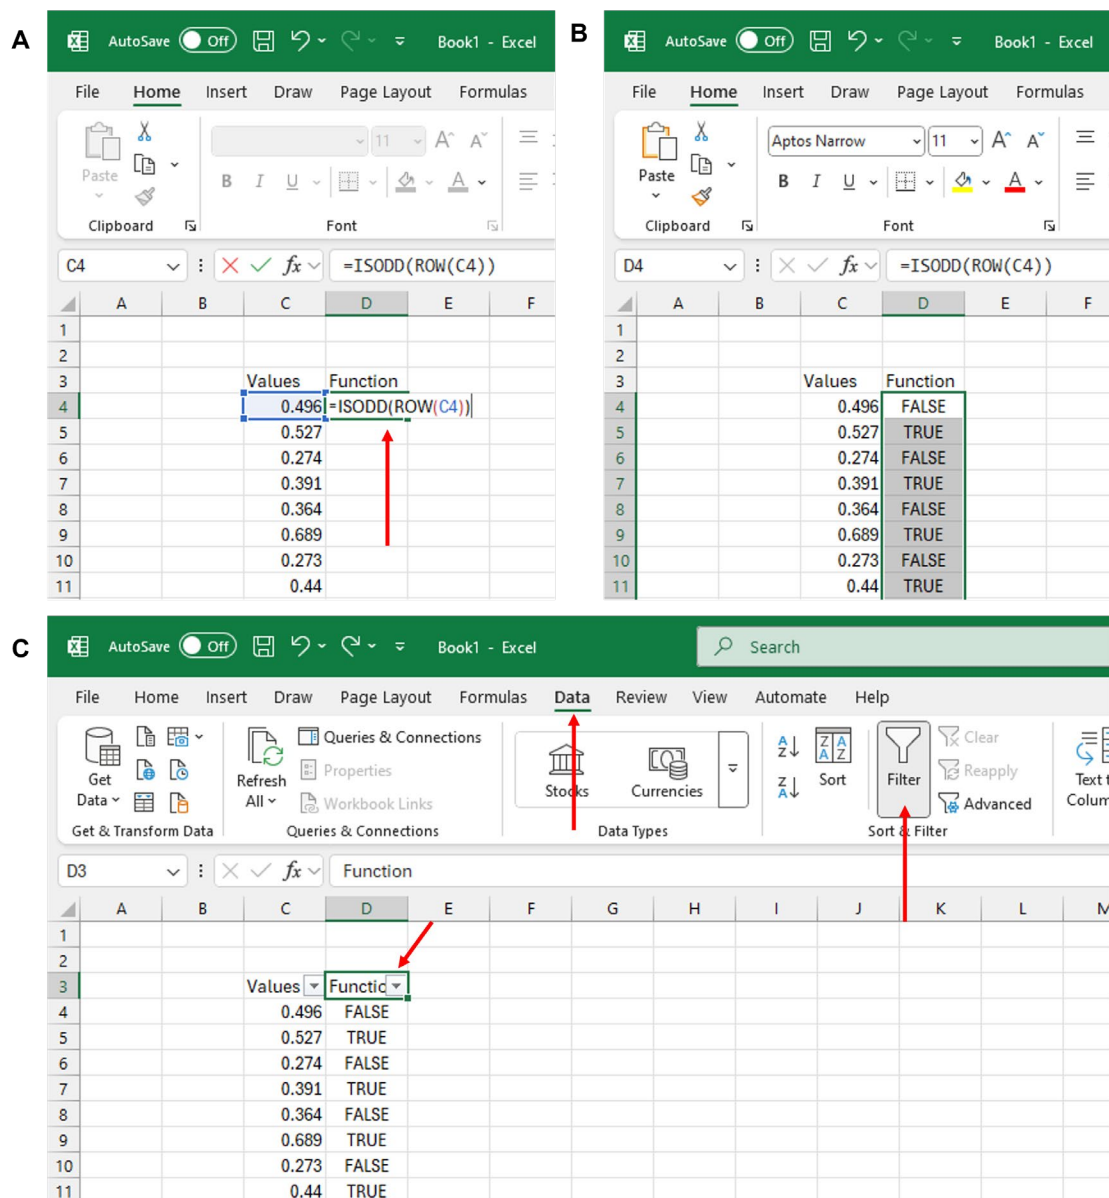 A
AutoSave Off Book1 - Excel
File Home Insert Draw Page Layout Formulas
11 A A
Paste
B I U A
Clipboard Font
C4 fx =ISODD(ROW(C4))
A B C D E F
1
2
3 Values Function
4 0.496 =ISODD(ROW(C4))
5 0.527
6 0.274
7 0.391
8 0.364
9 0.689
10 0.273
11 0.44
B
AutoSave Off Book1 - Excel
File Home Insert Draw Page Layout Formulas
Aptos Narrow 11 A A
Paste
B I U A
Clipboard Font
D4 fx =ISODD(ROW(C4))
A B C D E F
1
2
3 Values Function
4 0.496 FALSE
5 0.527 TRUE
6 0.274 FALSE
7 0.391 TRUE
8 0.364 FALSE
9 0.689 TRUE
10 0.273 FALSE
11 0.44 TRUE
C
AutoSave Off Book1 - Excel Search
File Home Insert Draw Page Layout Formulas Data Review View Automate Help
Get Data
Refresh All
Queries & Connections
Properties
Workbook Links
Stocks Currencies
A Z
Z A
Z A A Z
Sort
Filter
Clear
Reapply
Advanced
Text t
Colum
Get & Transform Data Queries & Connections Data Types Sort & Filter
D3 fx Function
A B C D E F G H I J K L M
1
2
3 Values Functic
4 0.496 FALSE
5 0.527 TRUE
6 0.274 FALSE
7 0.391 TRUE
8 0.364 FALSE
9 0.689 TRUE
10 0.273 FALSE
11 0.44 TRUE